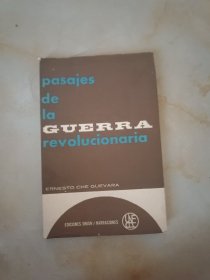 pasajes
de
la
GUERRA
revolucionaria
ERNESTO CHE GUEVARA
EDICIONES UNION / NARRACIONES